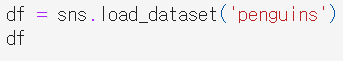 df = sns.load_dataset('penguins')
df